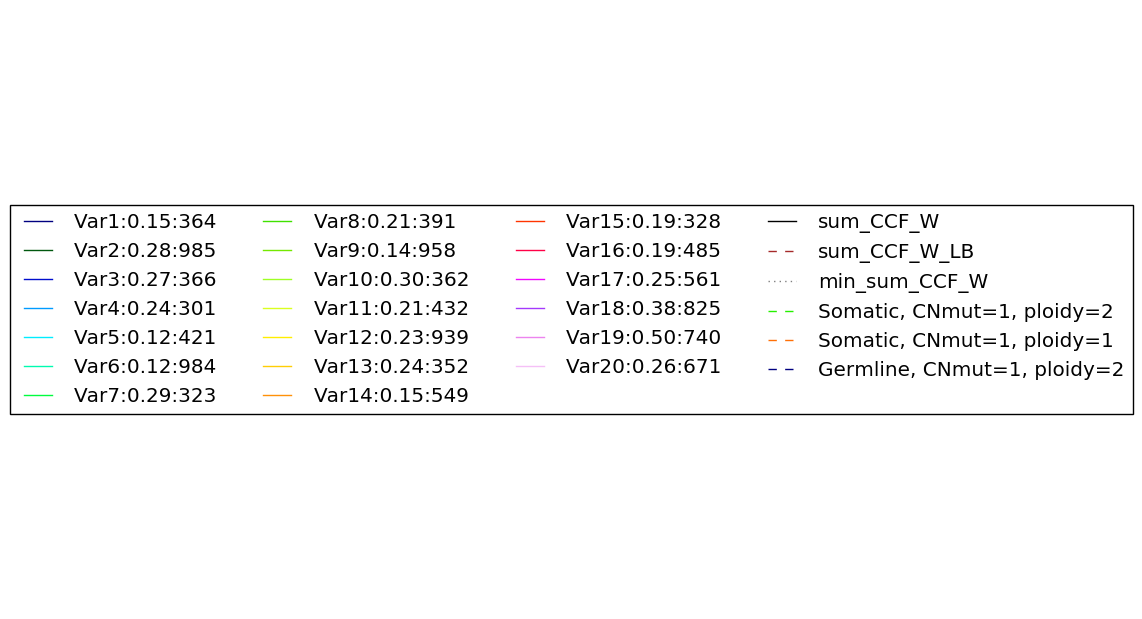 Var1:0.15:364
Var2:0.28:985
Var3:0.27:366
Var4:0.24:301
Var5:0.12:421
Var6:0.12:984
Var7:0.29:323
Var8:0.21:391
Var9:0.14:958
Var10:0.30:362
Var11:0.21:432
Var12:0.23:939
Var13:0.24:352
Var14:0.15:549
Var15:0.19:328
Var16:0.19:485
Var17:0.25:561
Var18:0.38:825
Var19:0.50:740
Var20:0.26:671
sum_CCF_W
sum_CCF_W_LB
min_sum_CCF_W
Somatic, CNmut=1, ploidy=2
Somatic, CNmut=1, ploidy=1
Germline, CNmut=1, ploidy=2